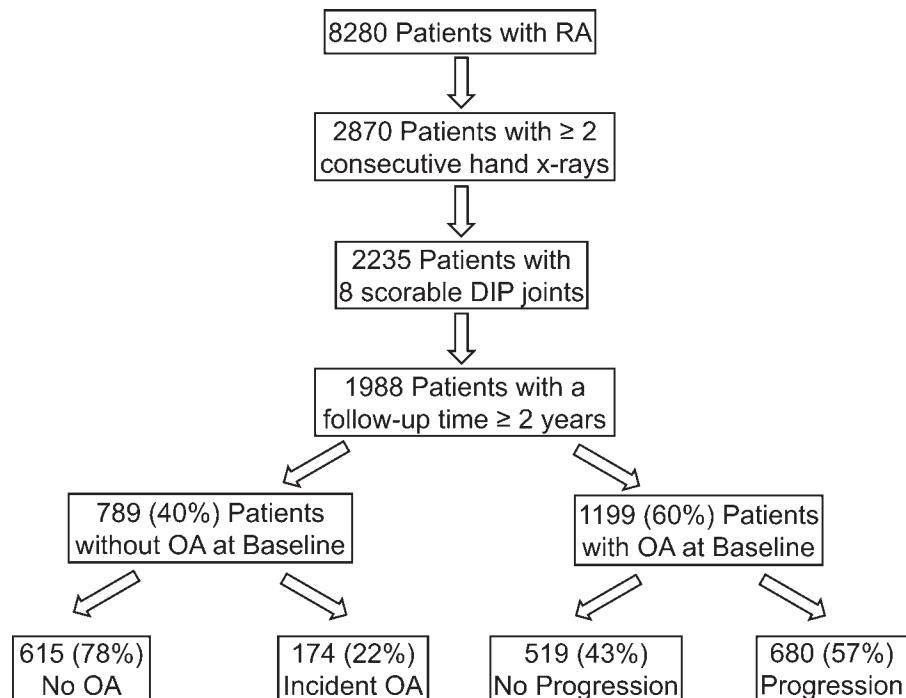 8280 Patients with RA
2870 Patients with ≥ 2
consecutive hand x-rays
2235 Patients with
8 scorable DIP joints
1988 Patients with a
follow-up time ≥ 2 years
789 (40%) Patients
without OA at Baseline
1199 (60%) Patients
with OA at Baseline
615 (78%)
No OA
174 (22%)
Incident OA
519 (43%)
No Progression
680 (57%)
Progression